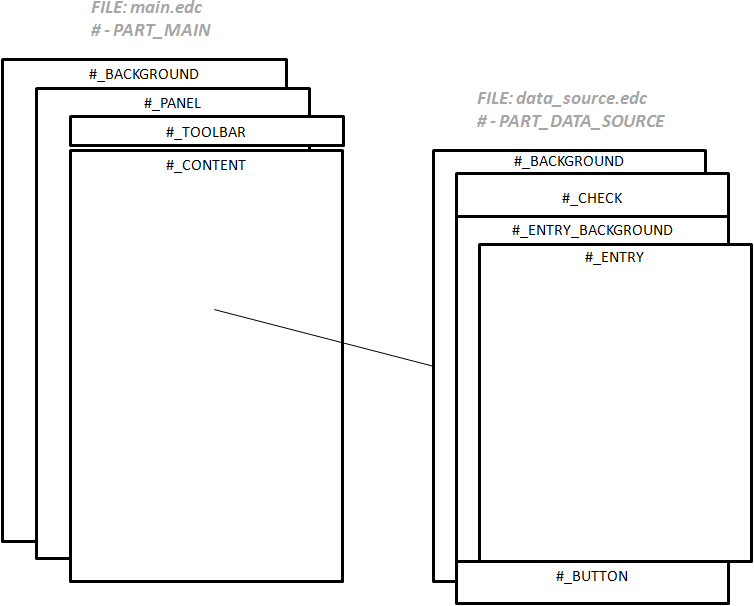 FILE: main.edc
# - PART_MAIN
#_BACKGROUND
#_PANEL
#_TOOLBAR
#_CONTENT
FILE: data_source.edc
# - PART_DATA_SOURCE
#_BACKGROUND
#_CHECK
#_ENTRY_BACKGROUND
#_ENTRY
#_BUTTON